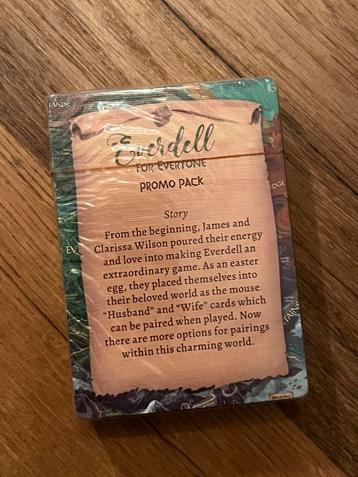 Everdell
FOR EVERYONE
PROMO PACK
Story
From the beginning, James and
Clarissa Wilson poured their energy
and love into making Everdell an
extraordinary game. As an easter
egg, they placed themselves into
their beloved world as the mouse
“Husband” and “Wife” cards which
can be paired when played. Now
there are more options for pairings
within this charming world.